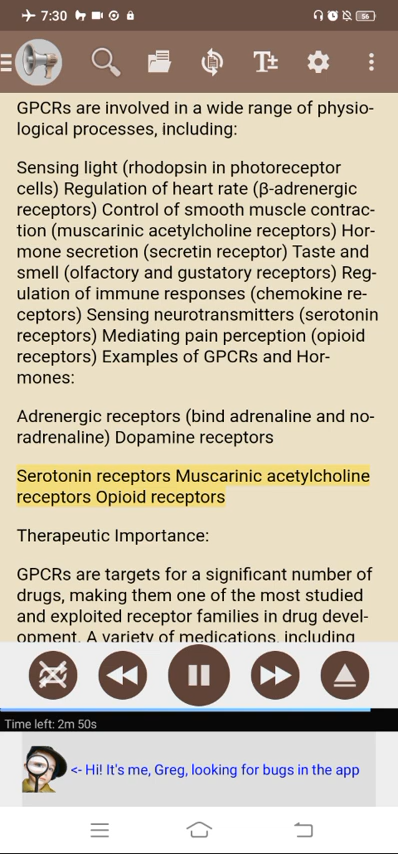 7:30
56
T±
GPCRs are involved in a wide range of physio-
logical processes, including:
Sensing light (rhodopsin in photoreceptor
cells) Regulation of heart rate (β-adrenergic
receptors) Control of smooth muscle contrac-
tion (muscarinic acetylcholine receptors) Hor-
mone secretion (secretin receptor) Taste and
smell (olfactory and gustatory receptors) Reg-
ulation of immune responses (chemokine re-
ceptors) Sensing neurotransmitters (serotonin
receptors) Mediating pain perception (opioid
receptors) Examples of GPCRs and Hor-
mones:
Adrenergic receptors (bind adrenaline and no-
radrenaline) Dopamine receptors
Serotonin receptors Muscarinic acetylcholine
receptors Opioid receptors
Therapeutic Importance:
GPCRs are targets for a significant number of
drugs, making them one of the most studied
and exploited receptor families in drug devel-
opment. A variety of medications, including
Time left: 2m 50s
<- Hi! It's me, Greg, looking for bugs in the app